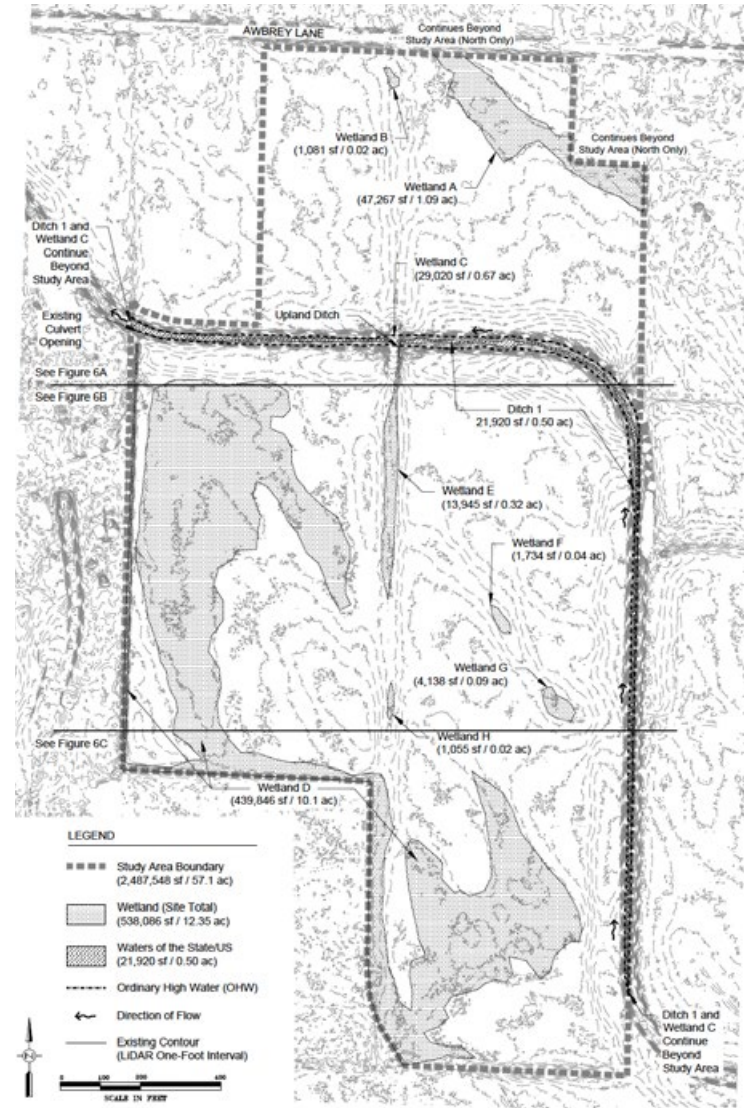 AWBREY LANE
Continues Beyond
Study Area (North Only)
Wetland B
(1,081 sf / 0.02 ac)
Continues Beyond
Study Area (North Only)
Wetland A
(47,267 sf / 1.09 ac)
Ditch 1 and
Wetland C
Continue
Beyond
Study Area
Wetland C
(29,020 sf / 0.67 ac)
Existing
Culvert
Opening
Upland Ditch
See Figure 6A
See Figure 6B
Ditch 1
21,920 sf / 0.50 ac)
Wetland E
(13,945 sf / 0.32 ac)
Wetland F
(1,734 sf / 0.04 ac)
Wetland G
(4,138 sf / 0.09 ac)
See Figure 6C
Wetland H
(1,055 sf / 0.02 ac)
Wetland D
(439,846 sf / 10.1 ac)
LEGEND
Study Area Boundary
(2,487,548 sf / 57.1 ac)
Wetland (Site Total)
(538,086 sf / 12.35 ac)
Waters of the State/US
(21,920 sf / 0.50 ac)
Ordinary High Water (OHW)
Direction of Flow
Existing Contour
(LiDAR One-Foot Interval)
N
0 100 200 400
SCALE IN FEET
Ditch 1 and
Wetland C
Continue
Beyond
Study Area